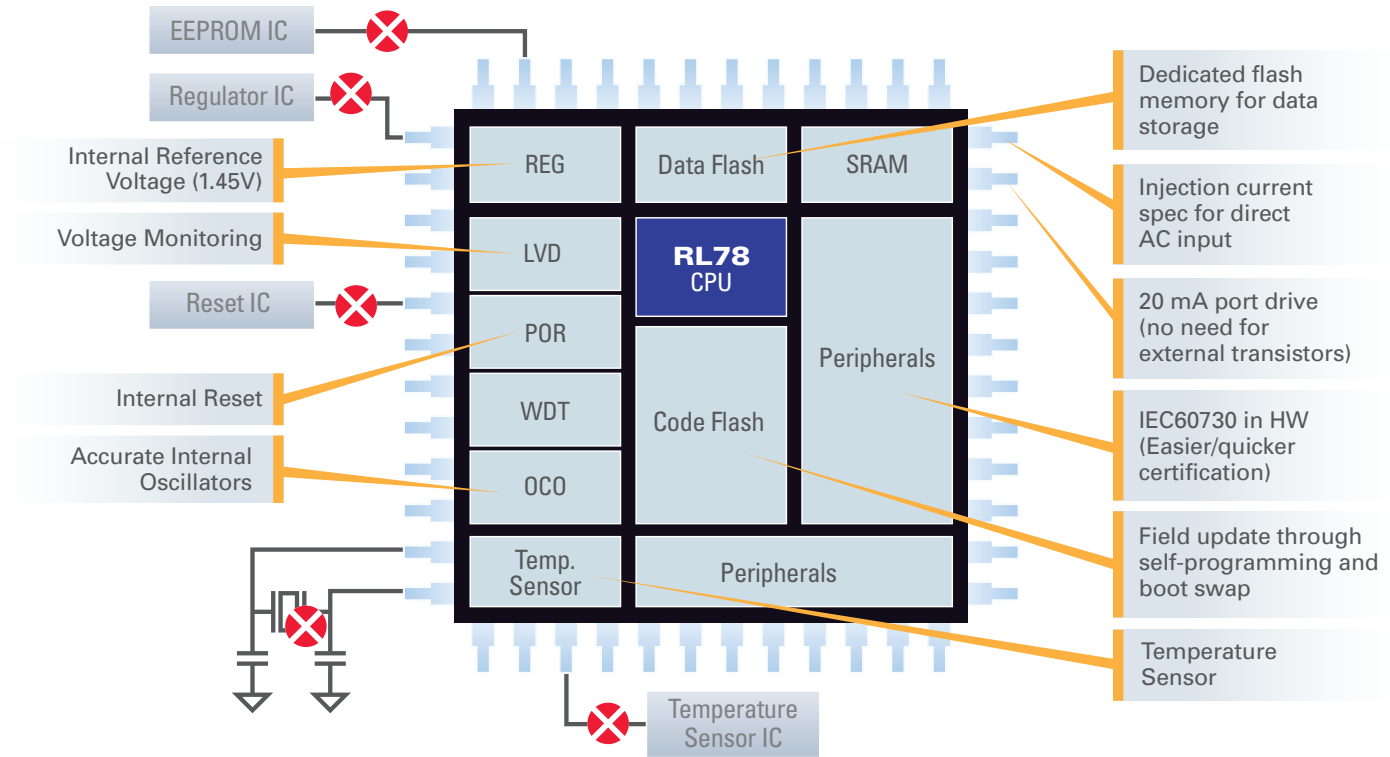 EEPROM IC
Regulator IC
Internal Reference
Voltage (1.45V)
Voltage Monitoring
Reset IC
Internal Reset
Accurate Internal
Oscillators
REG
Data Flash
SRAM
LVD
RL78
CPU
POR
WDT
OCO
Code Flash
Peripherals
Temp.
Sensor
Peripherals
Temperature
Sensor IC
Dedicated flash
memory for data
storage
Injection current
spec for direct
AC input
20 mA port drive
(no need for
external transistors)
IEC60730 in HW
(Easier/quicker
certification)
Field update through
self-programming and
boot swap
Temperature
Sensor